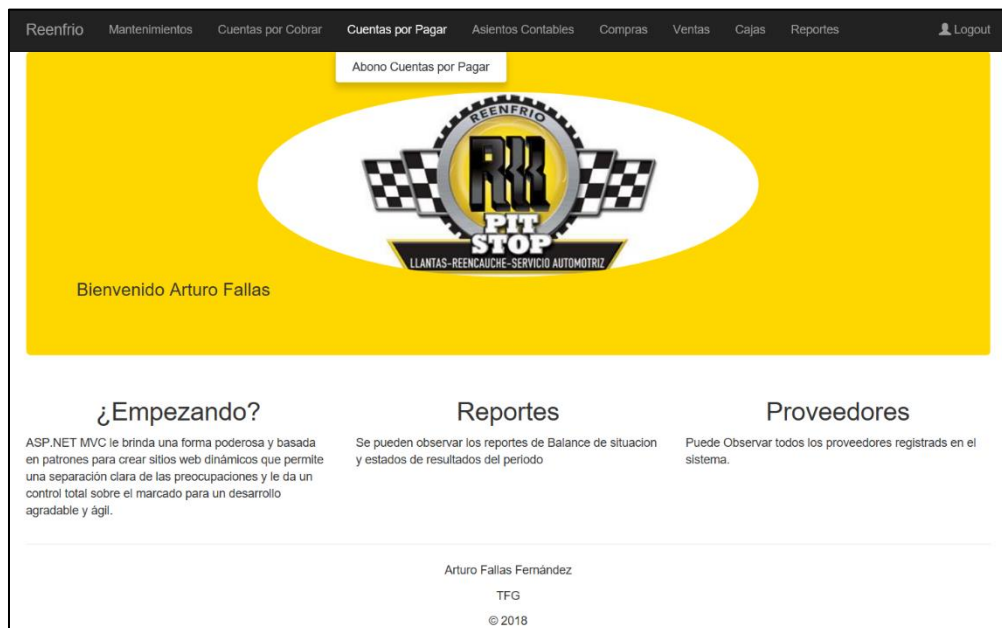 Reenfrio Mantenimientos Cuentas por Cobrar Cuentas por Pagar Asientos Contables Compras Ventas Cajas Reportes Logout
Abono Cuentas por Pagar
REENFRIO
RR
PIT
STOP
LLANTAS-REENCAUCHE-SERVICIO AUTOMOTRIZ
Bienvenido Arturo Fallas
¿Empezando?
ASP.NET MVC le brinda una forma poderosa y basada
en patrones para crear sitios web dinámicos que permite
una separación clara de las preocupaciones y le da un
control total sobre el marcado para un desarrollo
agradable y ágil.
Reportes
Se pueden observar los reportes de Balance de situacion
y estados de resultados del periodo
Proveedores
Puede Observar todos los proveedores registrads en el
sistema.
Arturo Fallas Fernández
TFG
© 2018